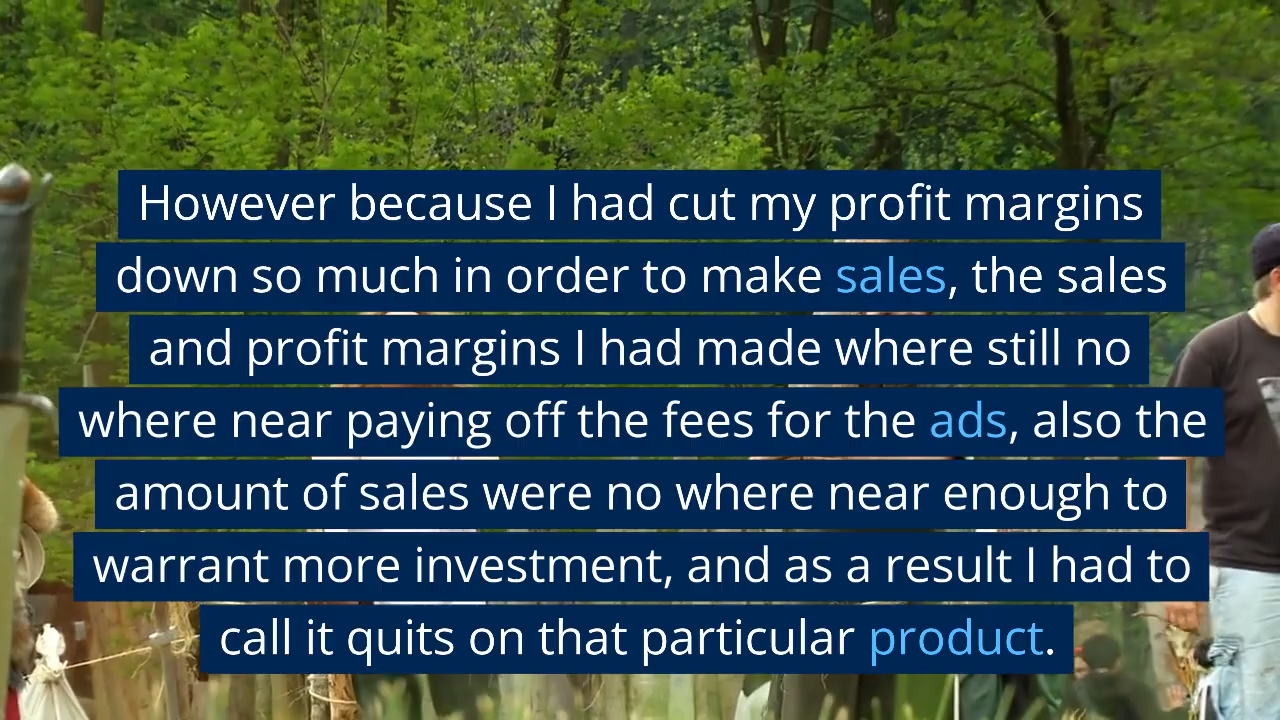 However because I had cut my profit margins
down so much in order to make sales, the sales
and profit margins I had made where still no
where near paying off the fees for the ads, also the
amount of sales were no where near enough to
warrant more investment, and as a result I had to
call it quits on that particular product.